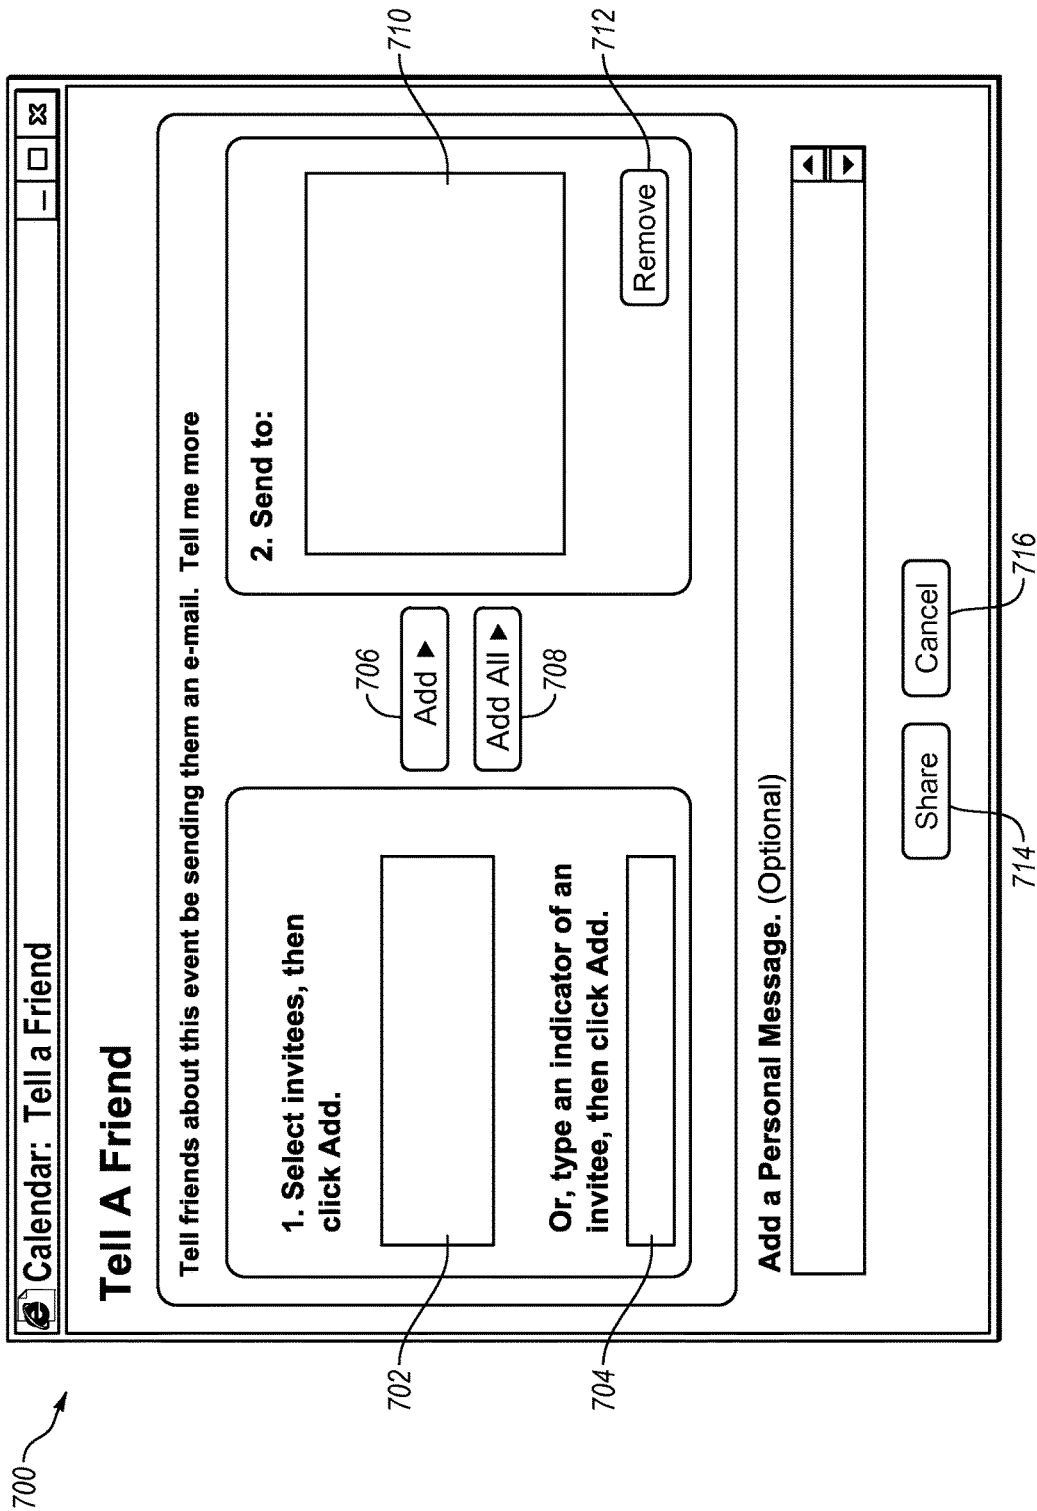 700
Calendar: Tell a Friend
Tell A Friend
Tell friends about this event be sending them an e-mail. Tell me more
1. Select invitees, then
click Add.
702
Or, type an indicator of an
invitee, then click Add.
704
706
Add ▶
Add All ▶
708
2. Send to:
710
Remove
712
Add a Personal Message. (Optional)
Share
714
Cancel
716